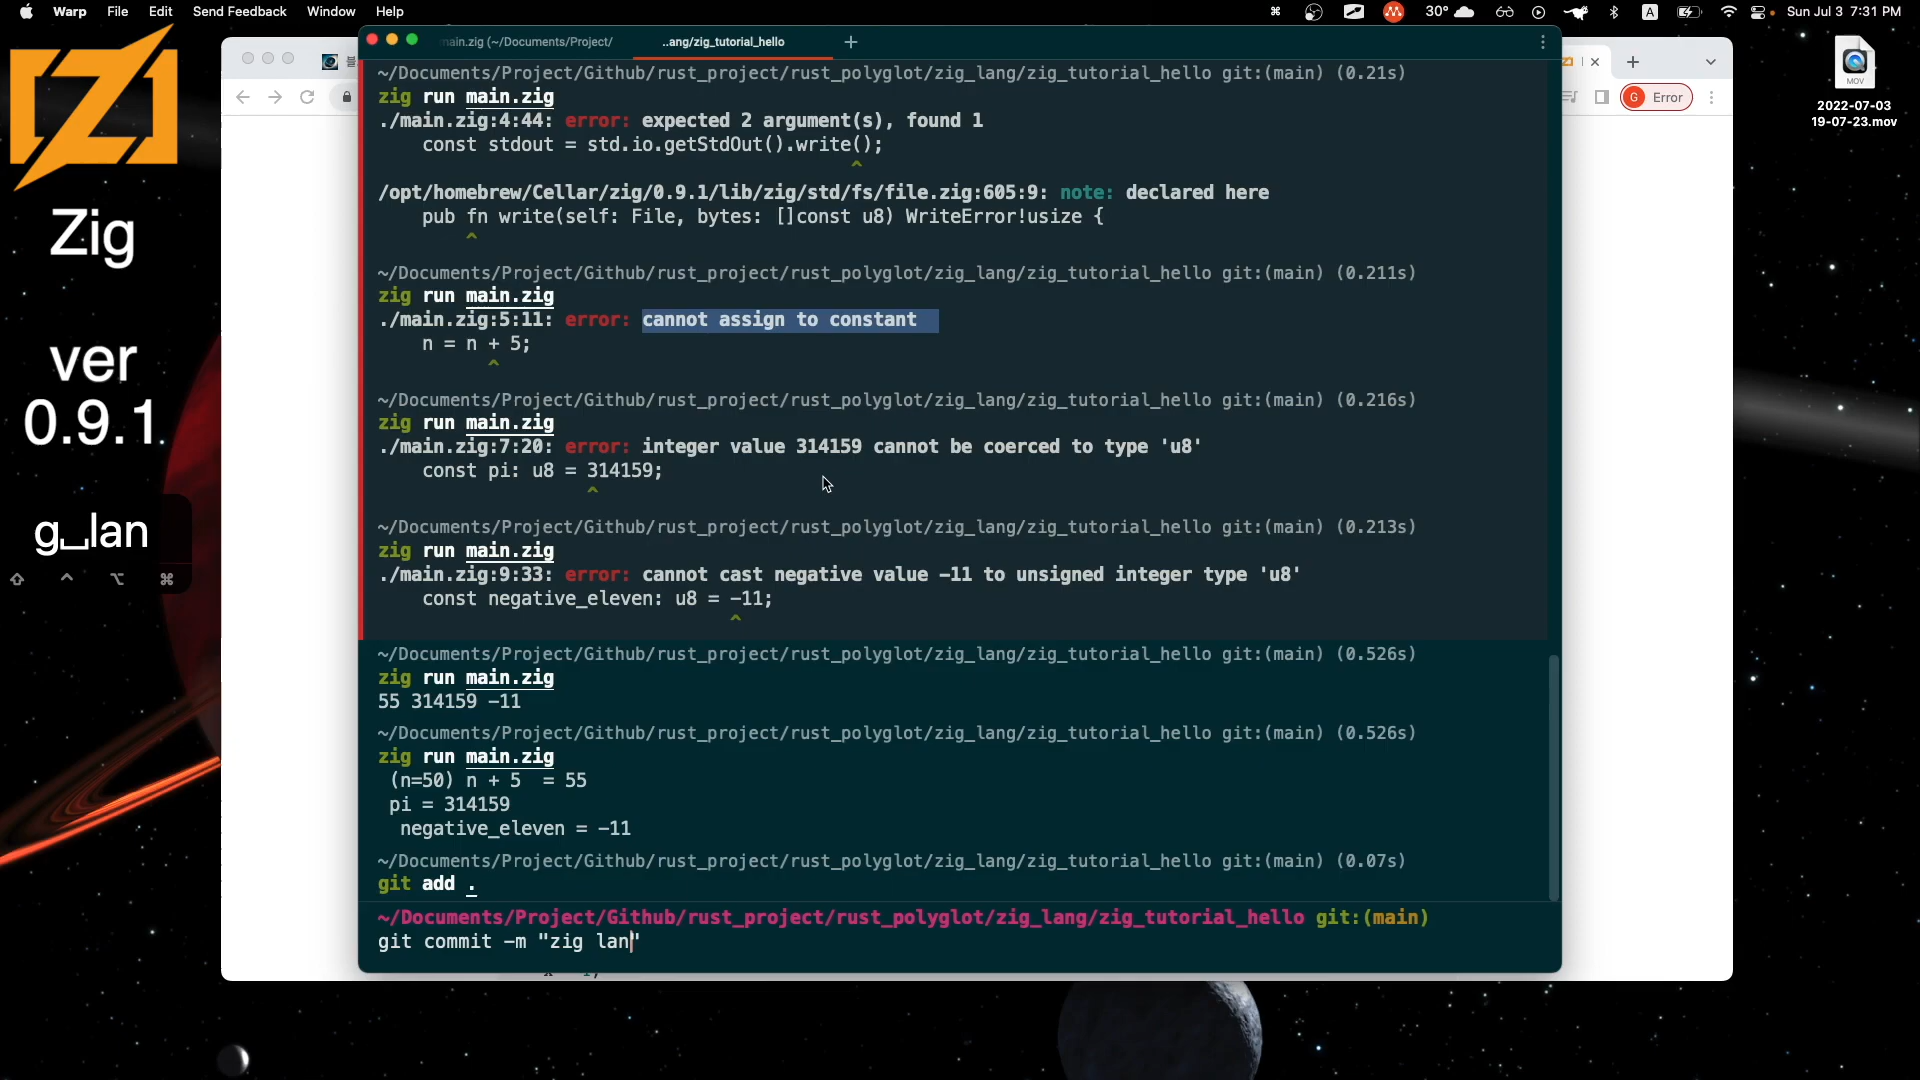 Warp File Edit Send Feedback Window Help
30°
A
Sun Jul 3 7:31 PM
main.zig (~/Documents/Project/
..ang/zig_tutorial_hello
Zig
ver
0.9.1
g␣lan
G Error
MOV
2022-07-03
19-07-23.mov
~/Documents/Project/Github/rust_project/rust_polyglot/zig_lang/zig_tutorial_hello git:(main) (0.21s)
zig run main.zig
./main.zig:4:44: error: expected 2 argument(s), found 1
const stdout = std.io.getStdOut().write();
^
/opt/homebrew/Cellar/zig/0.9.1/lib/zig/std/fs/file.zig:605:9: note: declared here
pub fn write(self: File, bytes: []const u8) WriteError!usize {
^
~/Documents/Project/Github/rust_project/rust_polyglot/zig_lang/zig_tutorial_hello git:(main) (0.211s)
zig run main.zig
./main.zig:5:11: error: cannot assign to constant
n = n + 5;
^
~/Documents/Project/Github/rust_project/rust_polyglot/zig_lang/zig_tutorial_hello git:(main) (0.216s)
zig run main.zig
./main.zig:7:20: error: integer value 314159 cannot be coerced to type 'u8'
const pi: u8 = 314159;
^
~/Documents/Project/Github/rust_project/rust_polyglot/zig_lang/zig_tutorial_hello git:(main) (0.213s)
zig run main.zig
./main.zig:9:33: error: cannot cast negative value -11 to unsigned integer type 'u8'
const negative_eleven: u8 = -11;
^
~/Documents/Project/Github/rust_project/rust_polyglot/zig_lang/zig_tutorial_hello git:(main) (0.526s)
zig run main.zig
55 314159 -11
~/Documents/Project/Github/rust_project/rust_polyglot/zig_lang/zig_tutorial_hello git:(main) (0.526s)
zig run main.zig
(n=50) n + 5  = 55
pi = 314159
negative_eleven = -11
~/Documents/Project/Github/rust_project/rust_polyglot/zig_lang/zig_tutorial_hello git:(main) (0.07s)
git add .
~/Documents/Project/Github/rust_project/rust_polyglot/zig_lang/zig_tutorial_hello git:(main)
git commit -m "zig lan"